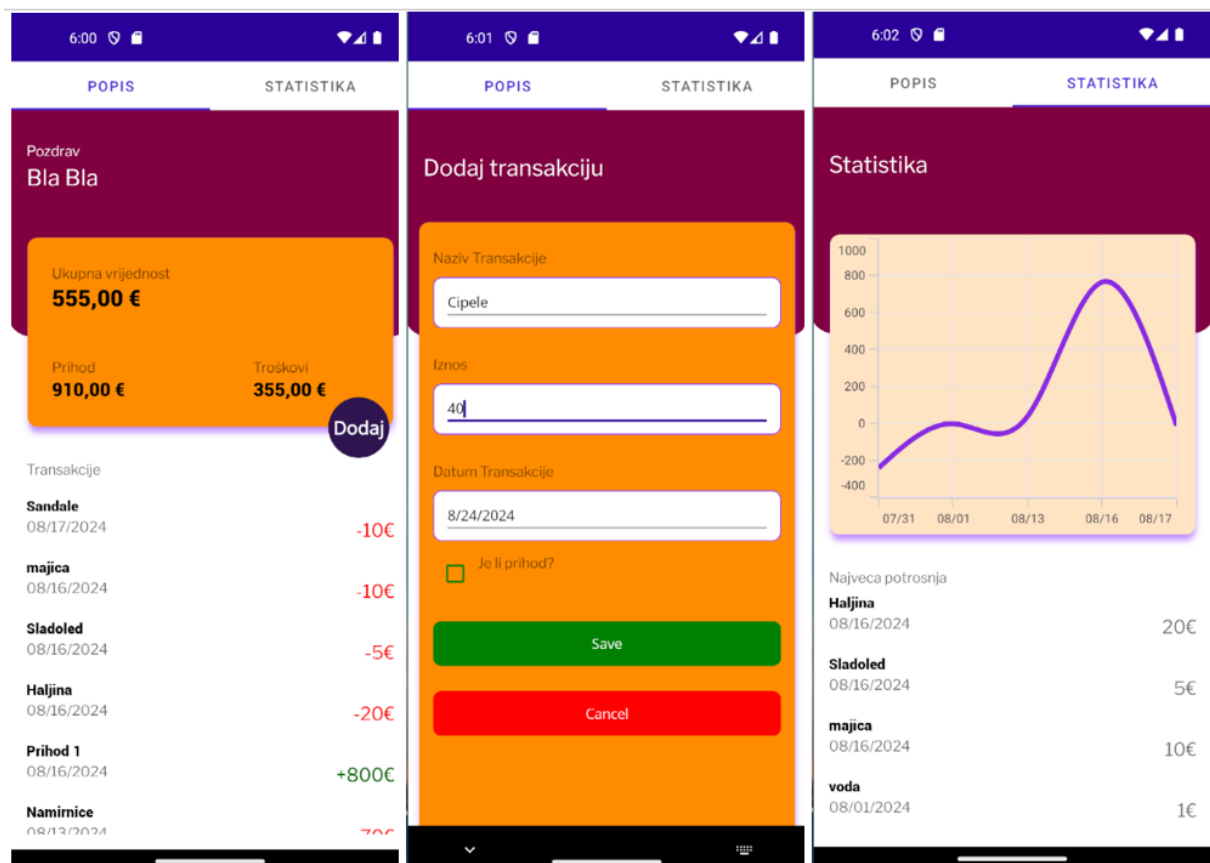 6:00
POPIS STATISTIKA
Pozdrav
Bla Bla
Ukupna vrijednost
555,00 €
Prihod Troškovi
910,00 € 355,00 €
Dodaj
Transakcije
Sandale
08/17/2024 -10€
majica
08/16/2024 -10€
Sladoled
08/16/2024 -5€
Haljina
08/16/2024 -20€
Prihod 1
08/16/2024 +800€
Namirnice
08/13/2024 -70€
6:01
POPIS STATISTIKA
Dodaj transakciju
Naziv Transakcije
Cipele
Iznos
40
Datum Transakcije
8/24/2024
Je li prihod?
Save
Cancel
6:02
POPIS STATISTIKA
Statistika
1000
800
600
400
200
0
-200
-400
07/31 08/01 08/13 08/16 08/17
Najveca potrosnja
Haljina
08/16/2024 20€
Sladoled
08/16/2024 5€
majica
08/16/2024 10€
voda
08/01/2024 1€